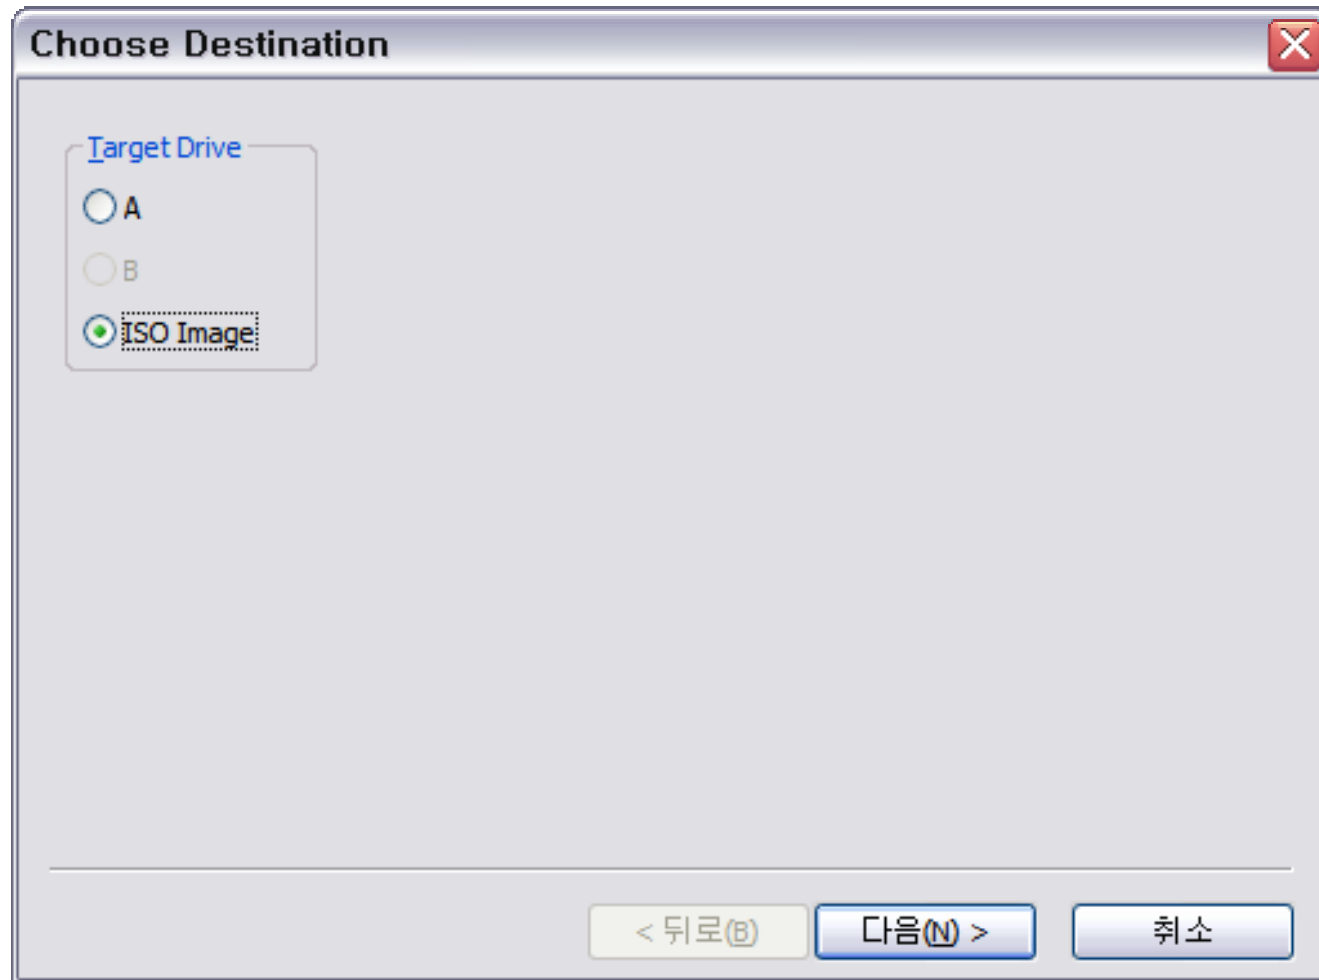 Choose Destination
Target Drive
A
B
ISO Image
< 뒤로(B) 다음(N) > 취소